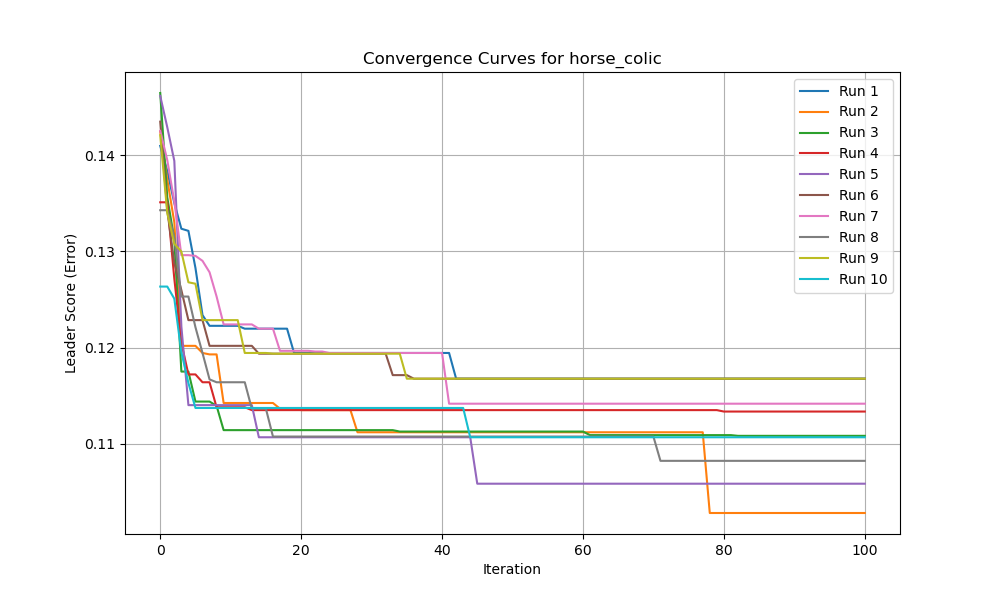 Convergence Curves for horse_colic
Leader Score (Error)
0.14
0.13
0.12
0.11
0
20
40
60
80
100
Iteration
Run 1
Run 2
Run 3
Run 4
Run 5
Run 6
Run 7
Run 8
Run 9
Run 10